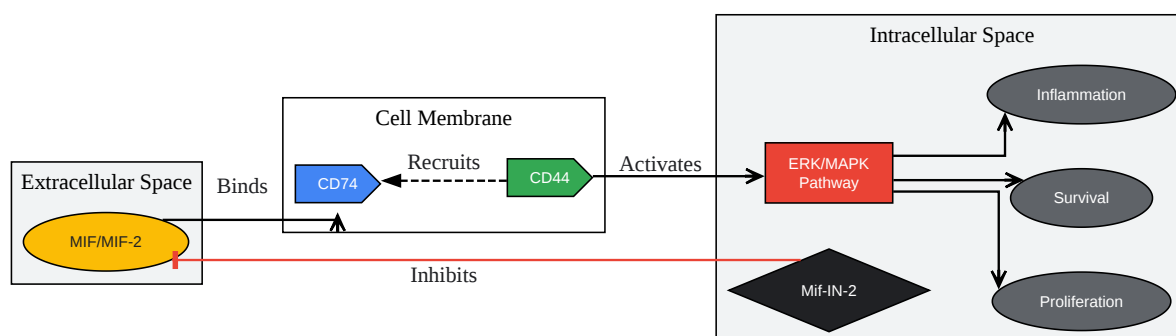 Intracellular Space
Inflammation
Cell Membrane
Recruits
CD74
CD44
Activates
ERK/MAPK
Pathway
Extracellular Space
Binds
MIF/MIF-2
Survival
Inhibits
Mif-IN-2
Proliferation